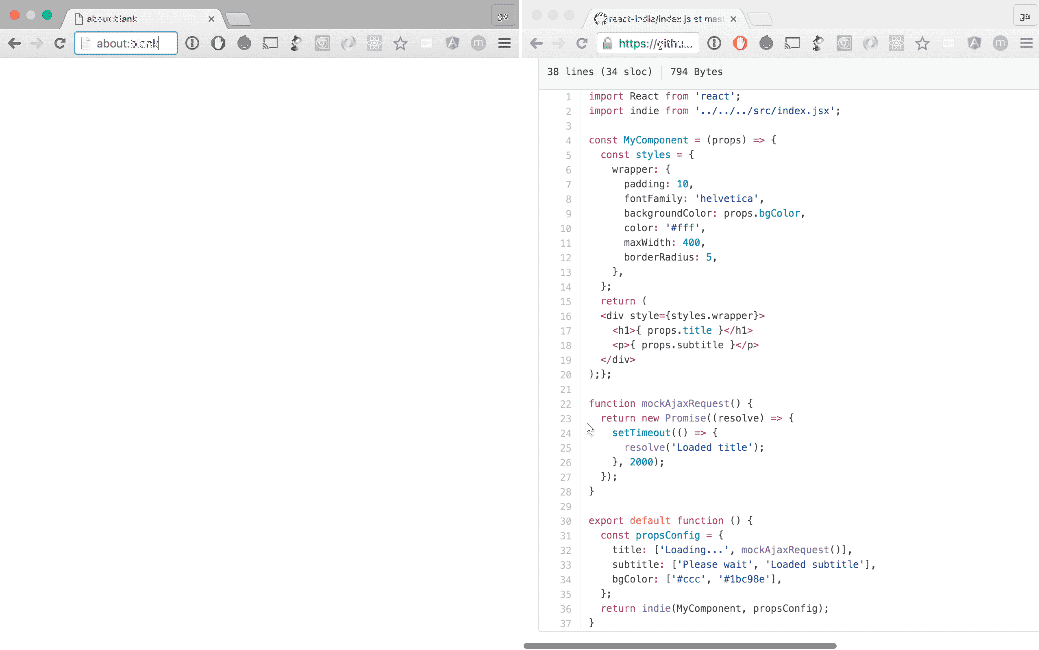 about:blank
about:blank
ga
react-indie/index.js at mast
ga
https://githu...
38 lines (34 sloc) 794 Bytes
1 import React from 'react';
2 import indie from '../../../src/index.jsx';
3
4 const MyComponent = (props) => {
5 const styles = {
6 wrapper: {
7 padding: 10,
8 fontFamily: 'helvetica',
9 backgroundColor: props.bgColor,
10 color: '#fff',
11 maxWidth: 400,
12 borderRadius: 5,
13 },
14 };
15 return (
16 <div style={styles.wrapper}>
17 <h1>{ props.title }</h1>
18 <p>{ props.subtitle }</p>
19 </div>
20 );};
21
22 function mockAjaxRequest() {
23 return new Promise((resolve) => {
24 setTimeout(() => {
25 resolve('Loaded title');
26 }, 2000);
27 });
28 }
29
30 export default function () {
31 const propsConfig = {
32 title: ['Loading...', mockAjaxRequest()],
33 subtitle: ['Please wait', 'Loaded subtitle'],
34 bgColor: ['#ccc', '#1bc98e'],
35 };
36 return indie(MyComponent, propsConfig);
37 }